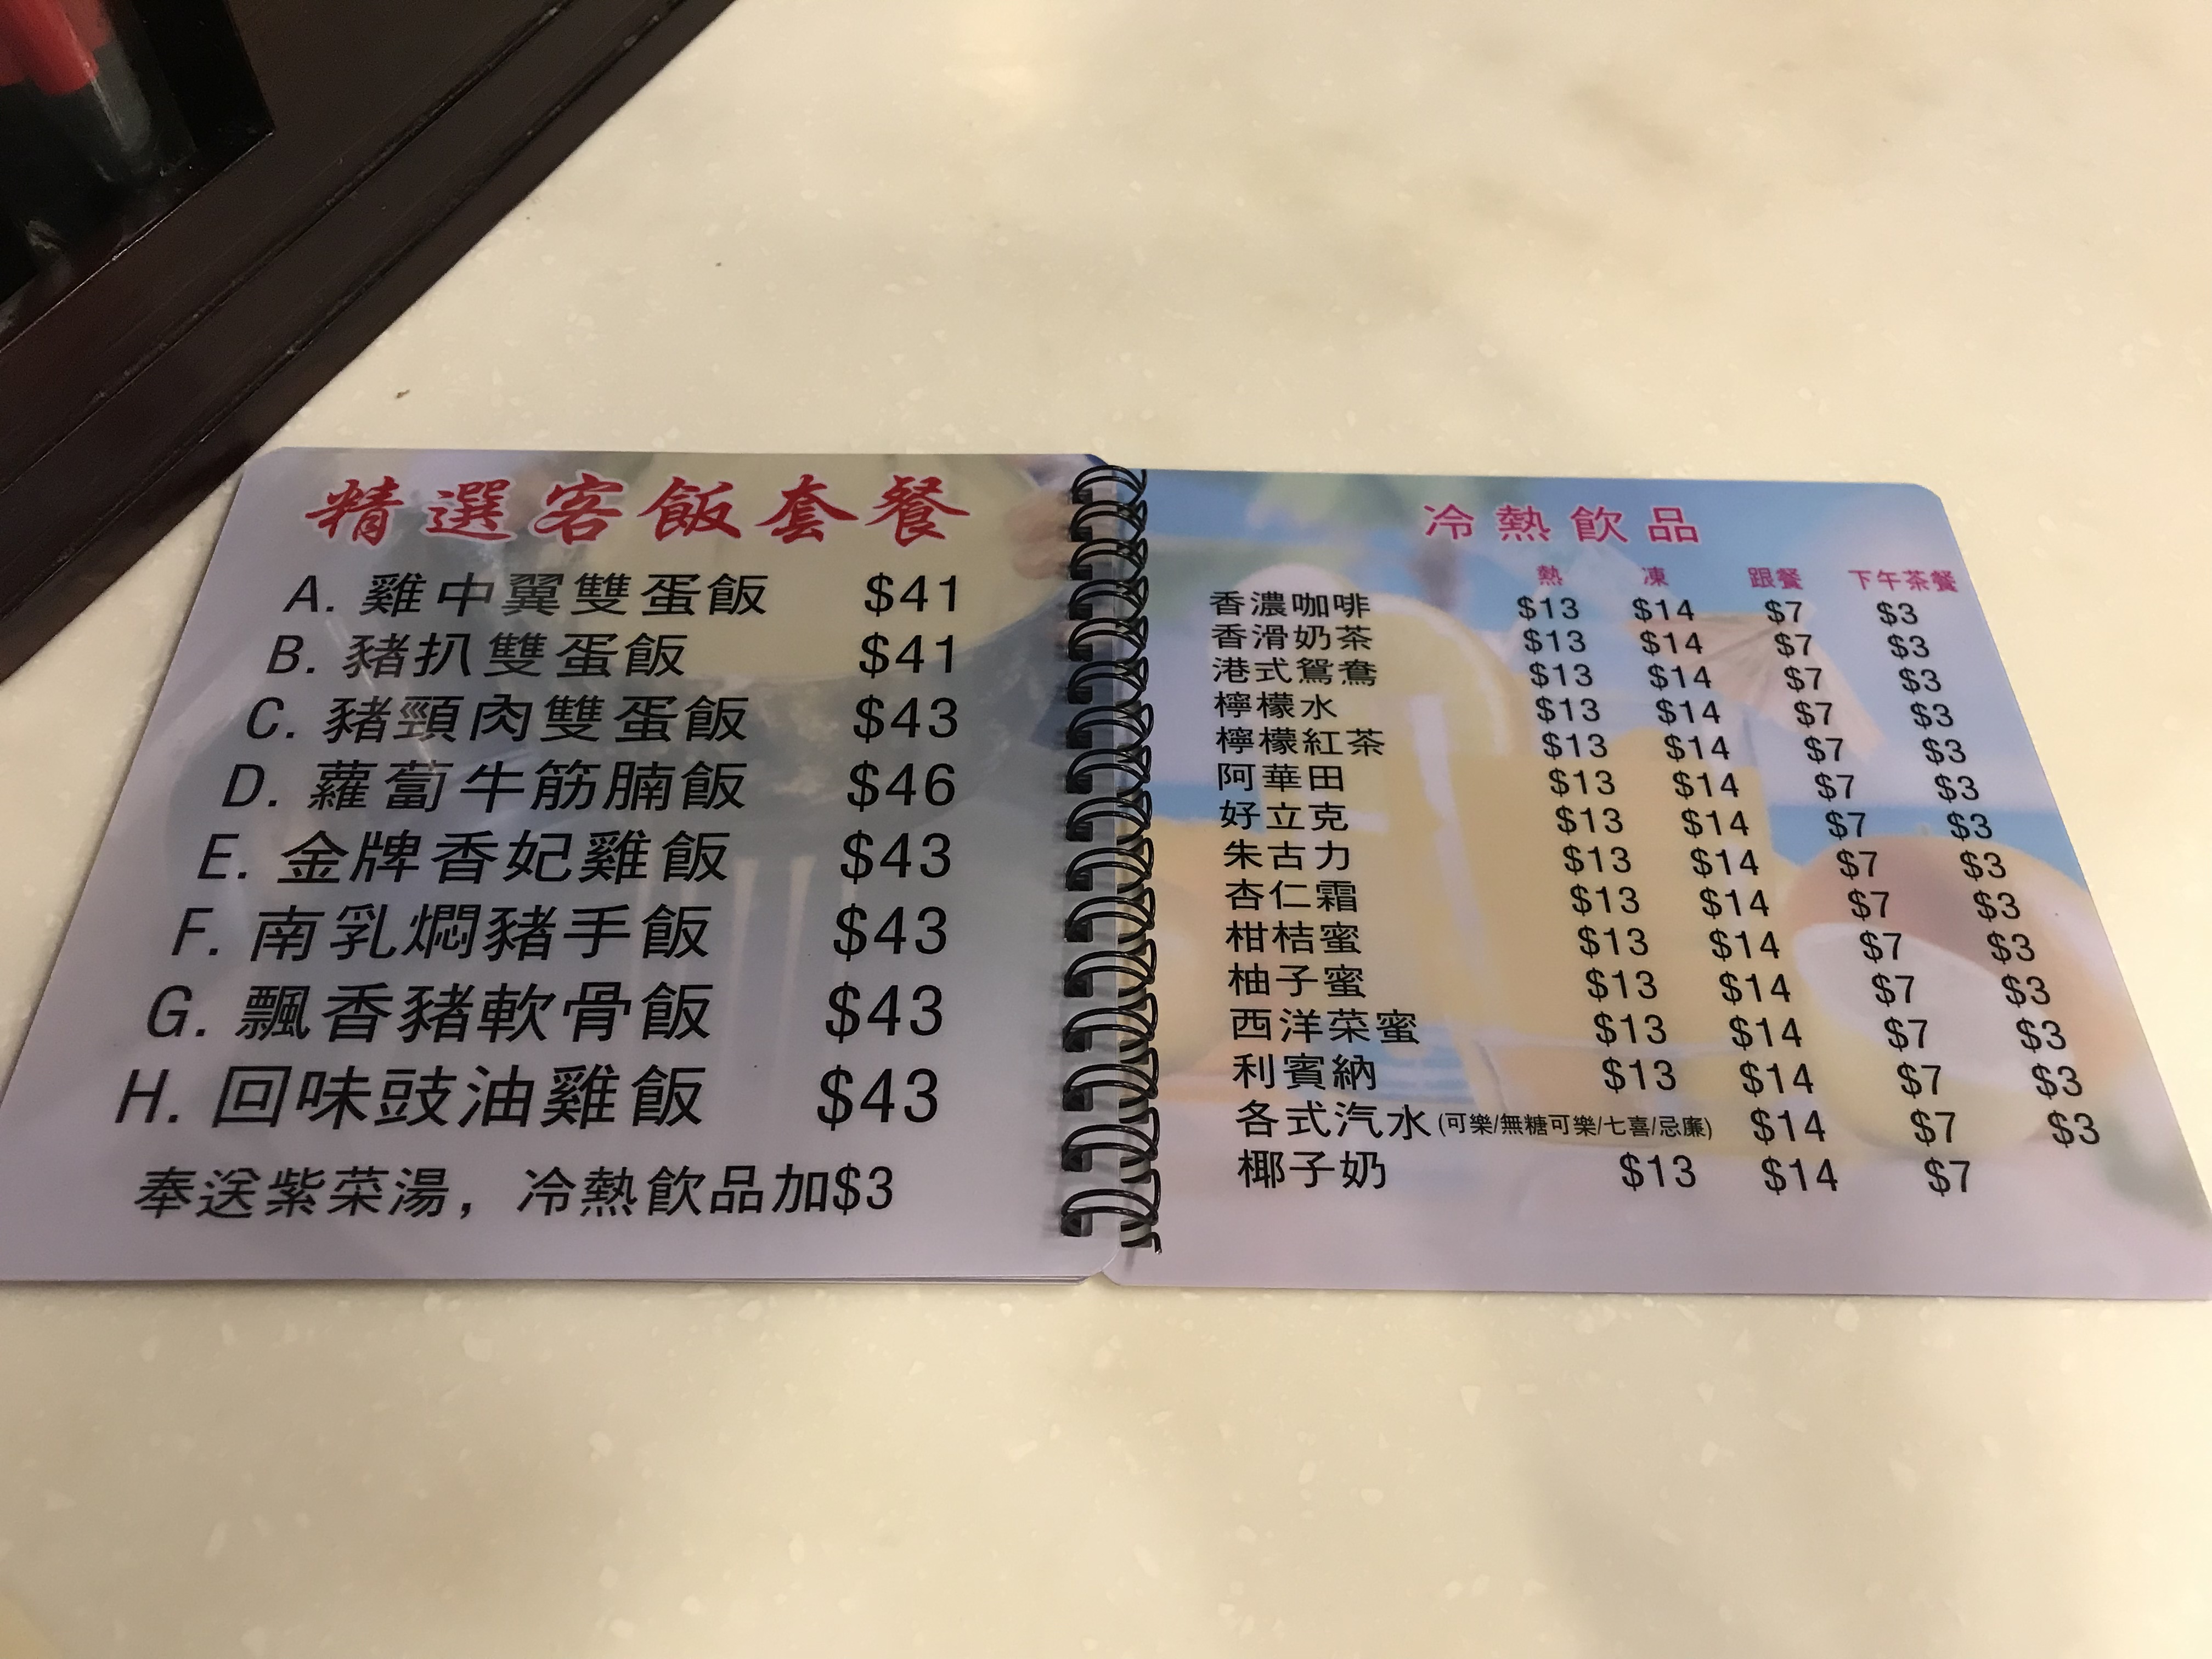 精選客飯套餐
A. 雞中翼雙蛋飯 $41
B. 豬扒雙蛋飯 $41
C. 豬頸肉雙蛋飯 $43
D. 蘿蔔牛筋腩飯 $46
E. 金牌香妃雞飯 $43
F. 南乳燜豬手飯 $43
G. 飄香豬軟骨飯 $43
H. 回味豉油雞飯 $43
奉送紫菜湯，冷熱飲品加$3
冷熱飲品
熱 凍 跟餐 下午茶餐
香濃咖啡 $13 $14 $7 $3
香滑奶茶 $13 $14 $7 $3
港式鴛鴦 $13 $14 $7 $3
檸檬水 $13 $14 $7 $3
檸檬紅茶 $13 $14 $7 $3
阿華田 $13 $14 $7 $3
好立克 $13 $14 $7 $3
朱古力 $13 $14 $7 $3
杏仁霜 $13 $14 $7 $3
柑桔蜜 $13 $14 $7 $3
柚子蜜 $13 $14 $7 $3
西洋菜蜜 $13 $14 $7 $3
利賓納 $13 $14 $7 $3
各式汽水(可樂/無糖可樂/七喜/忌廉) $14 $7 $3
椰子奶 $13 $14 $7